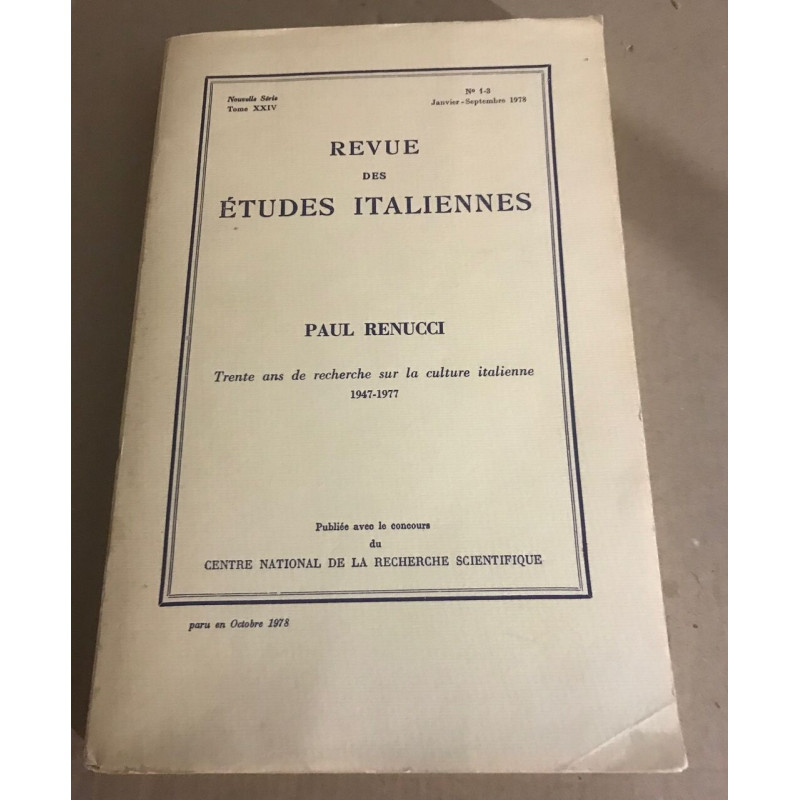 Nouvelle Série
Tome XXIV
Nº 1-3
Janvier-Septembre 1978
REVUE
DES
ÉTUDES ITALIENNES
PAUL RENUCCI
Trente ans de recherche sur la culture italienne
1947-1977
Publiée avec le concours
du
CENTRE NATIONAL DE LA RECHERCHE SCIENTIFIQUE
paru en Octobre 1978